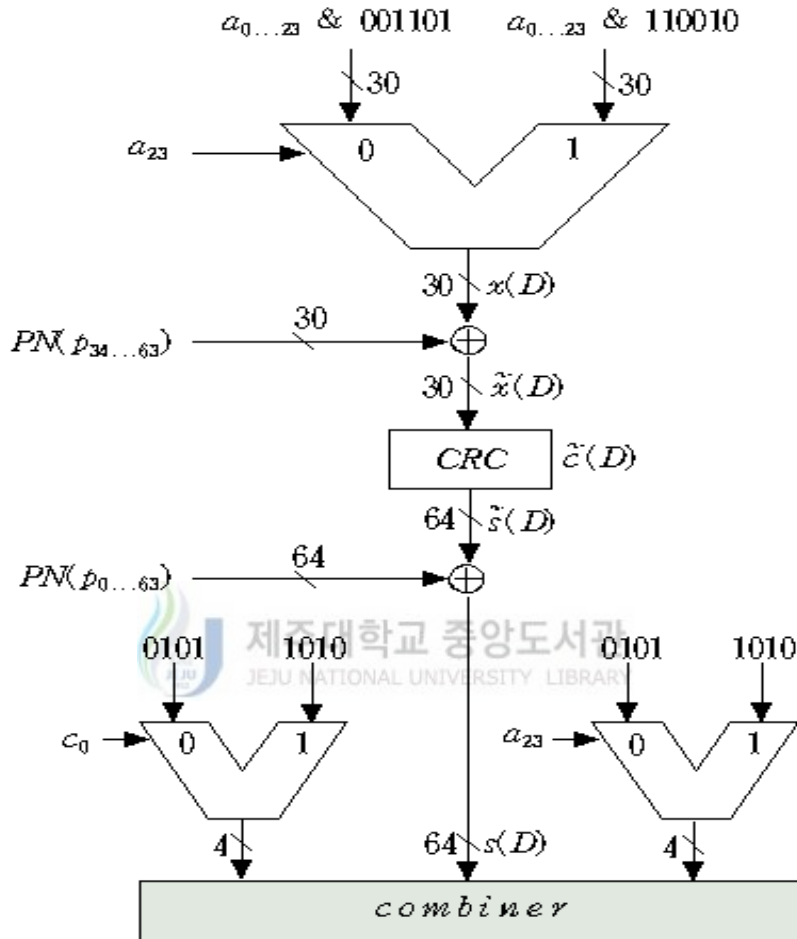 a₀…₂₃ & 001101 a₀…₂₃ & 110010
30 30
0 1
a₂₃
30 x(D)
PN(p₃₄…₆₃) 30
30 x̃(D)
CRC c̃(D)
64 s̃(D)
PN(p₀…₆₃) 64
제주대학교 중앙도서관
JEJU NATIONAL UNIVERSITY LIBRARY
JEJU
0101 1010 0101 1010
c₀ 0 1 a₂₃ 0 1
4 64 s(D) 4
combiner